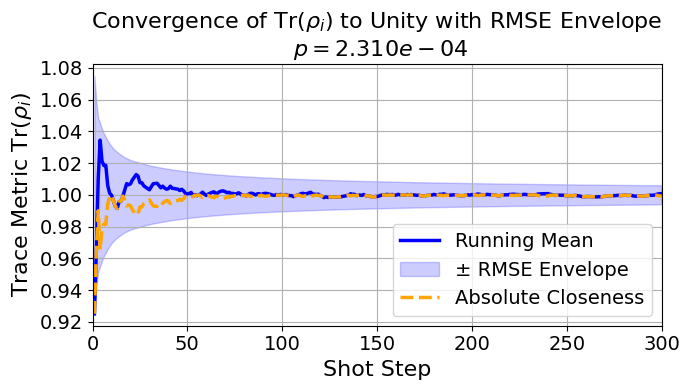 Convergence of Tr(ρᵢ) to Unity with RMSE Envelope
p = 2.310e − 04
Trace Metric Tr(ρᵢ)
1.08
1.06
1.04
1.02
1.00
0.98
0.96
0.94
0.92
Running Mean
± RMSE Envelope
Absolute Closeness
0 50 100 150 200 250 300
Shot Step